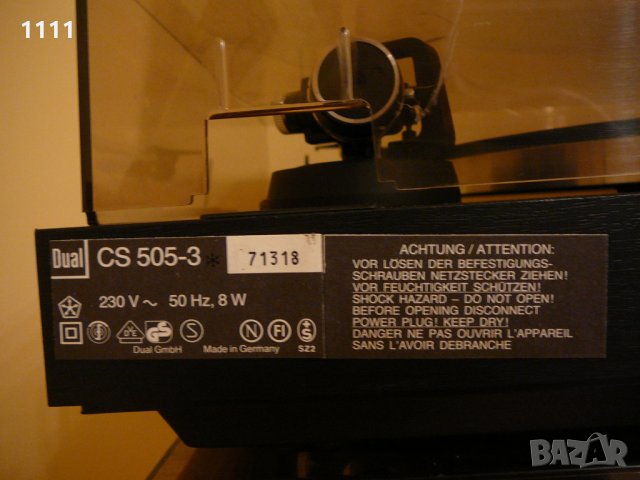 1111
Dual CS 505-3 * 71318
230 V ~ 50 Hz, 8 W
GS S N FI S
Dual GmbH Made in Germany SZ2
ACHTUNG / ATTENTION:
VOR LÖSEN DER BEFESTIGUNGS-
SCHRAUBEN NETZSTECKER ZIEHEN!
VOR FEUCHTIGKEIT SCHÜTZEN!
SHOCK HAZARD – DO NOT OPEN!
BEFORE OPENING DISCONNECT
POWER PLUG! KEEP DRY!
DANGER NE PAS OUVRIR L'APPAREIL
SANS L'AVOIR DEBRANCHE
BAZAR